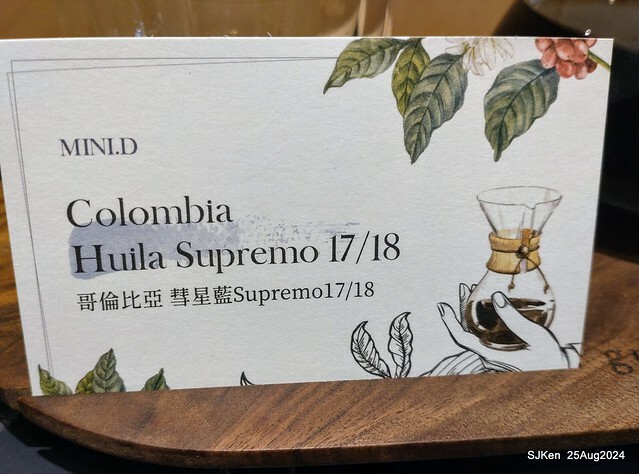 MINI.D
Colombia
Huila Supremo 17/18
哥倫比亞 彗星藍Supremo17/18
SJKen 25Aug2024